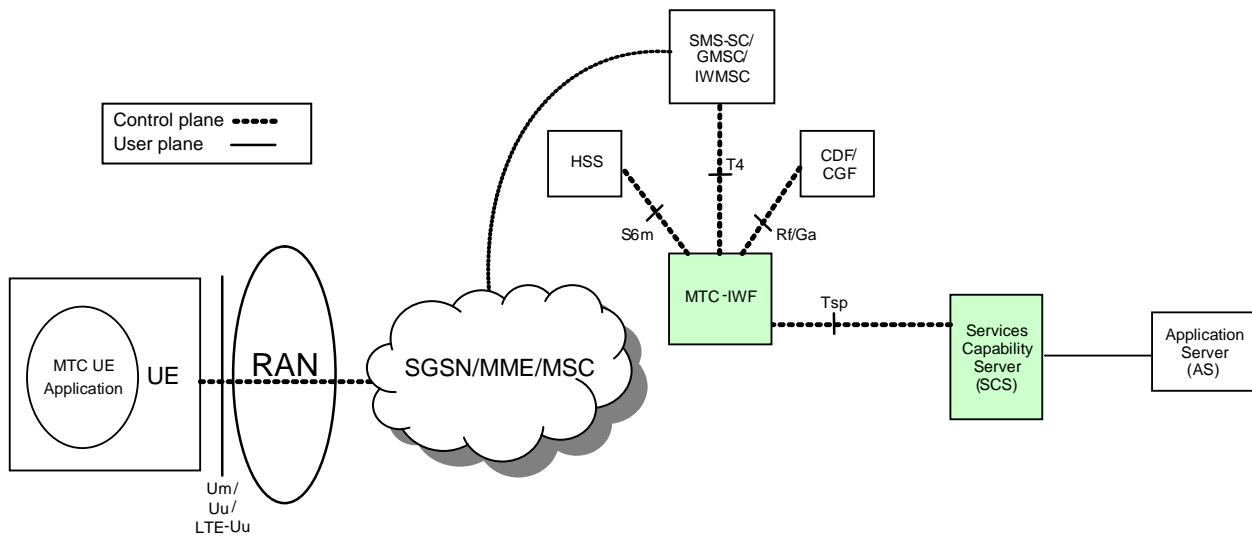 SMS-SC/
GMSC/
IWMSC
Control plane
User plane
HSS
CDF/
CGF
T4
S6m
Rf/Ga
MTC-IWF
Tsp
Services
Capability
Server
(SCS)
Application
Server
(AS)
MTC UE
Application
UE
RAN
SGSN/MME/MSC
Um/
Uu/
LTE-Uu